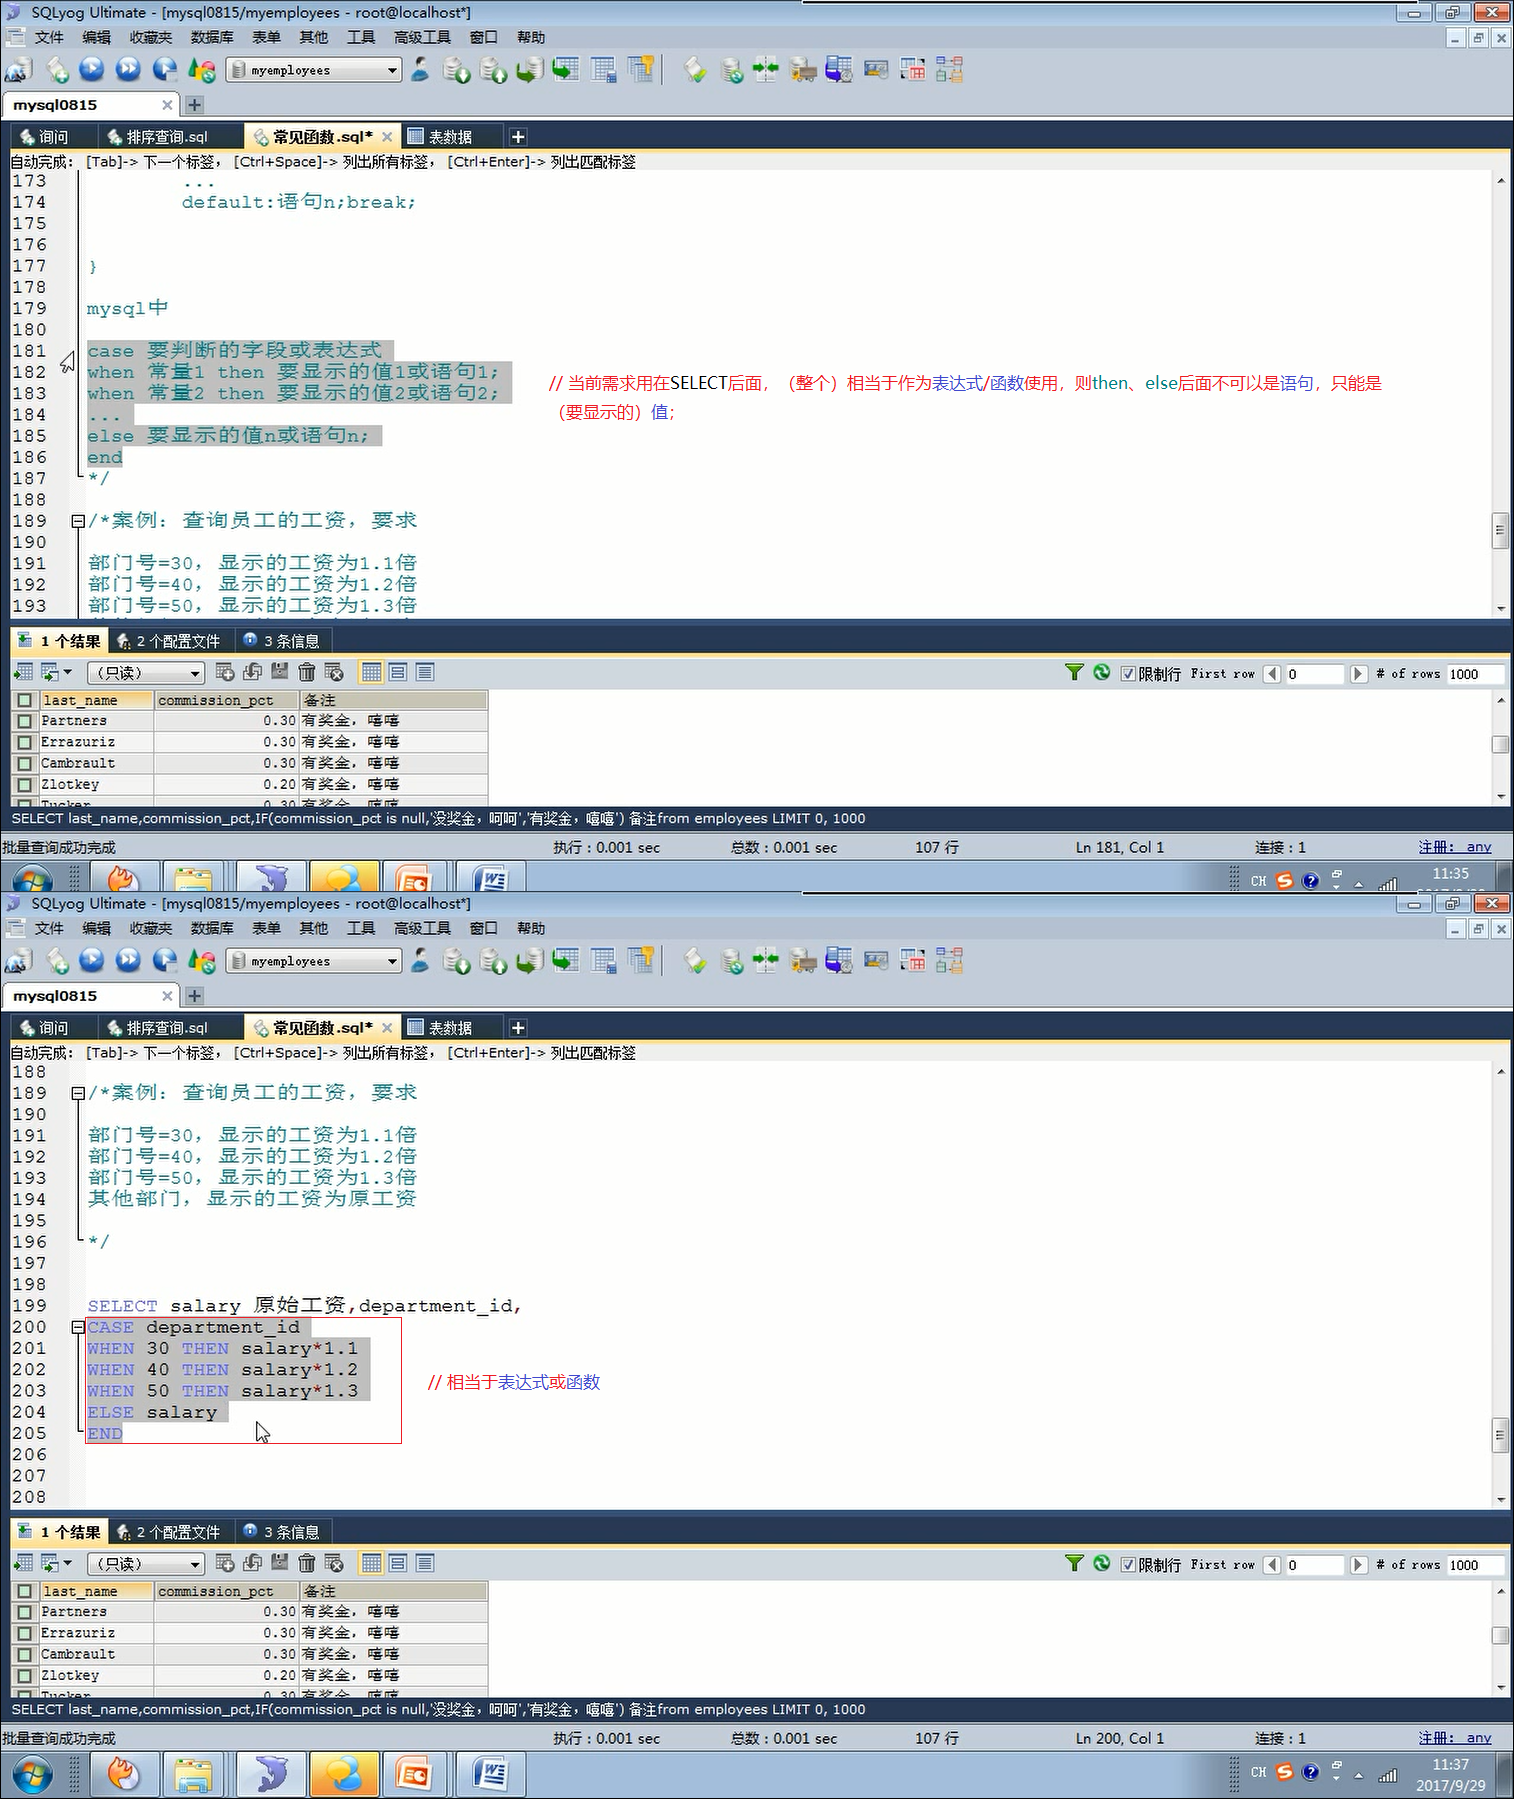 SQLyog Ultimate - [mysql0815/myemployees - root@localhost*]
文件 编辑 收藏夹 数据库 表单 其他 工具 高级工具 窗口 帮助
myemployees
mysql0815
询问 排序查询.sql 常见函数.sql* 表数据
自动完成: [Tab]-> 下一个标签, [Ctrl+Space]-> 列出所有标签, [Ctrl+Enter]-> 列出匹配标签
173 ...
174 default:语句n;break;
175
176
177 }
178
179 mysql中
180
181 case 要判断的字段或表达式
182 when 常量1 then 要显示的值1或语句1;
// 当前需求用在SELECT后面，（整个）相当于作为表达式/函数使用，则then、else后面不可以是语句，只能是
183 when 常量2 then 要显示的值2或语句2;
（要显示的）值;
184 ...
185 else 要显示的值n或语句n;
186 end
187 */
188
189 /*案例: 查询员工的工资, 要求
190
191 部门号=30, 显示的工资为1.1倍
192 部门号=40, 显示的工资为1.2倍
193 部门号=50, 显示的工资为1.3倍
1 个结果 2 个配置文件 3 条信息
(只读) 限制行 First row 0 # of rows 1000
last_name commission_pct 备注
Partners 0.30 有奖金，嘻嘻
Errazuriz 0.30 有奖金，嘻嘻
Cambrault 0.30 有奖金，嘻嘻
Zlotkey 0.20 有奖金，嘻嘻
Tucker 0.30 有奖金，嘻嘻
SELECT last_name,commission_pct,IF(commission_pct is null,'没奖金，呵呵','有奖金，嘻嘻') 备注from employees LIMIT 0, 1000
批量查询成功完成 执行 : 0.001 sec 总数 : 0.001 sec 107 行 Ln 181, Col 1 连接 : 1 注册: any
CH 11:35
SQLyog Ultimate - [mysql0815/myemployees - root@localhost*]
文件 编辑 收藏夹 数据库 表单 其他 工具 高级工具 窗口 帮助
myemployees
mysql0815
询问 排序查询.sql 常见函数.sql* 表数据
自动完成: [Tab]-> 下一个标签, [Ctrl+Space]-> 列出所有标签, [Ctrl+Enter]-> 列出匹配标签
188
189 /*案例: 查询员工的工资, 要求
190
191 部门号=30, 显示的工资为1.1倍
192 部门号=40, 显示的工资为1.2倍
193 部门号=50, 显示的工资为1.3倍
194 其他部门, 显示的工资为原工资
195
196 */
197
198
199 SELECT salary 原始工资,department_id,
200 CASE department_id
201 WHEN 30 THEN salary*1.1
202 WHEN 40 THEN salary*1.2
203 WHEN 50 THEN salary*1.3
// 相当于表达式或函数
204 ELSE salary
205 END
206
207
208
1 个结果 2 个配置文件 3 条信息
(只读) 限制行 First row 0 # of rows 1000
last_name commission_pct 备注
Partners 0.30 有奖金，嘻嘻
Errazuriz 0.30 有奖金，嘻嘻
Cambrault 0.30 有奖金，嘻嘻
Zlotkey 0.20 有奖金，嘻嘻
Tucker 0.30 有奖金，嘻嘻
SELECT last_name,commission_pct,IF(commission_pct is null,'没奖金，呵呵','有奖金，嘻嘻') 备注from employees LIMIT 0, 1000
批量查询成功完成 执行 : 0.001 sec 总数 : 0.001 sec 107 行 Ln 200, Col 1 连接 : 1 注册: any
CH 11:37
2017/9/29